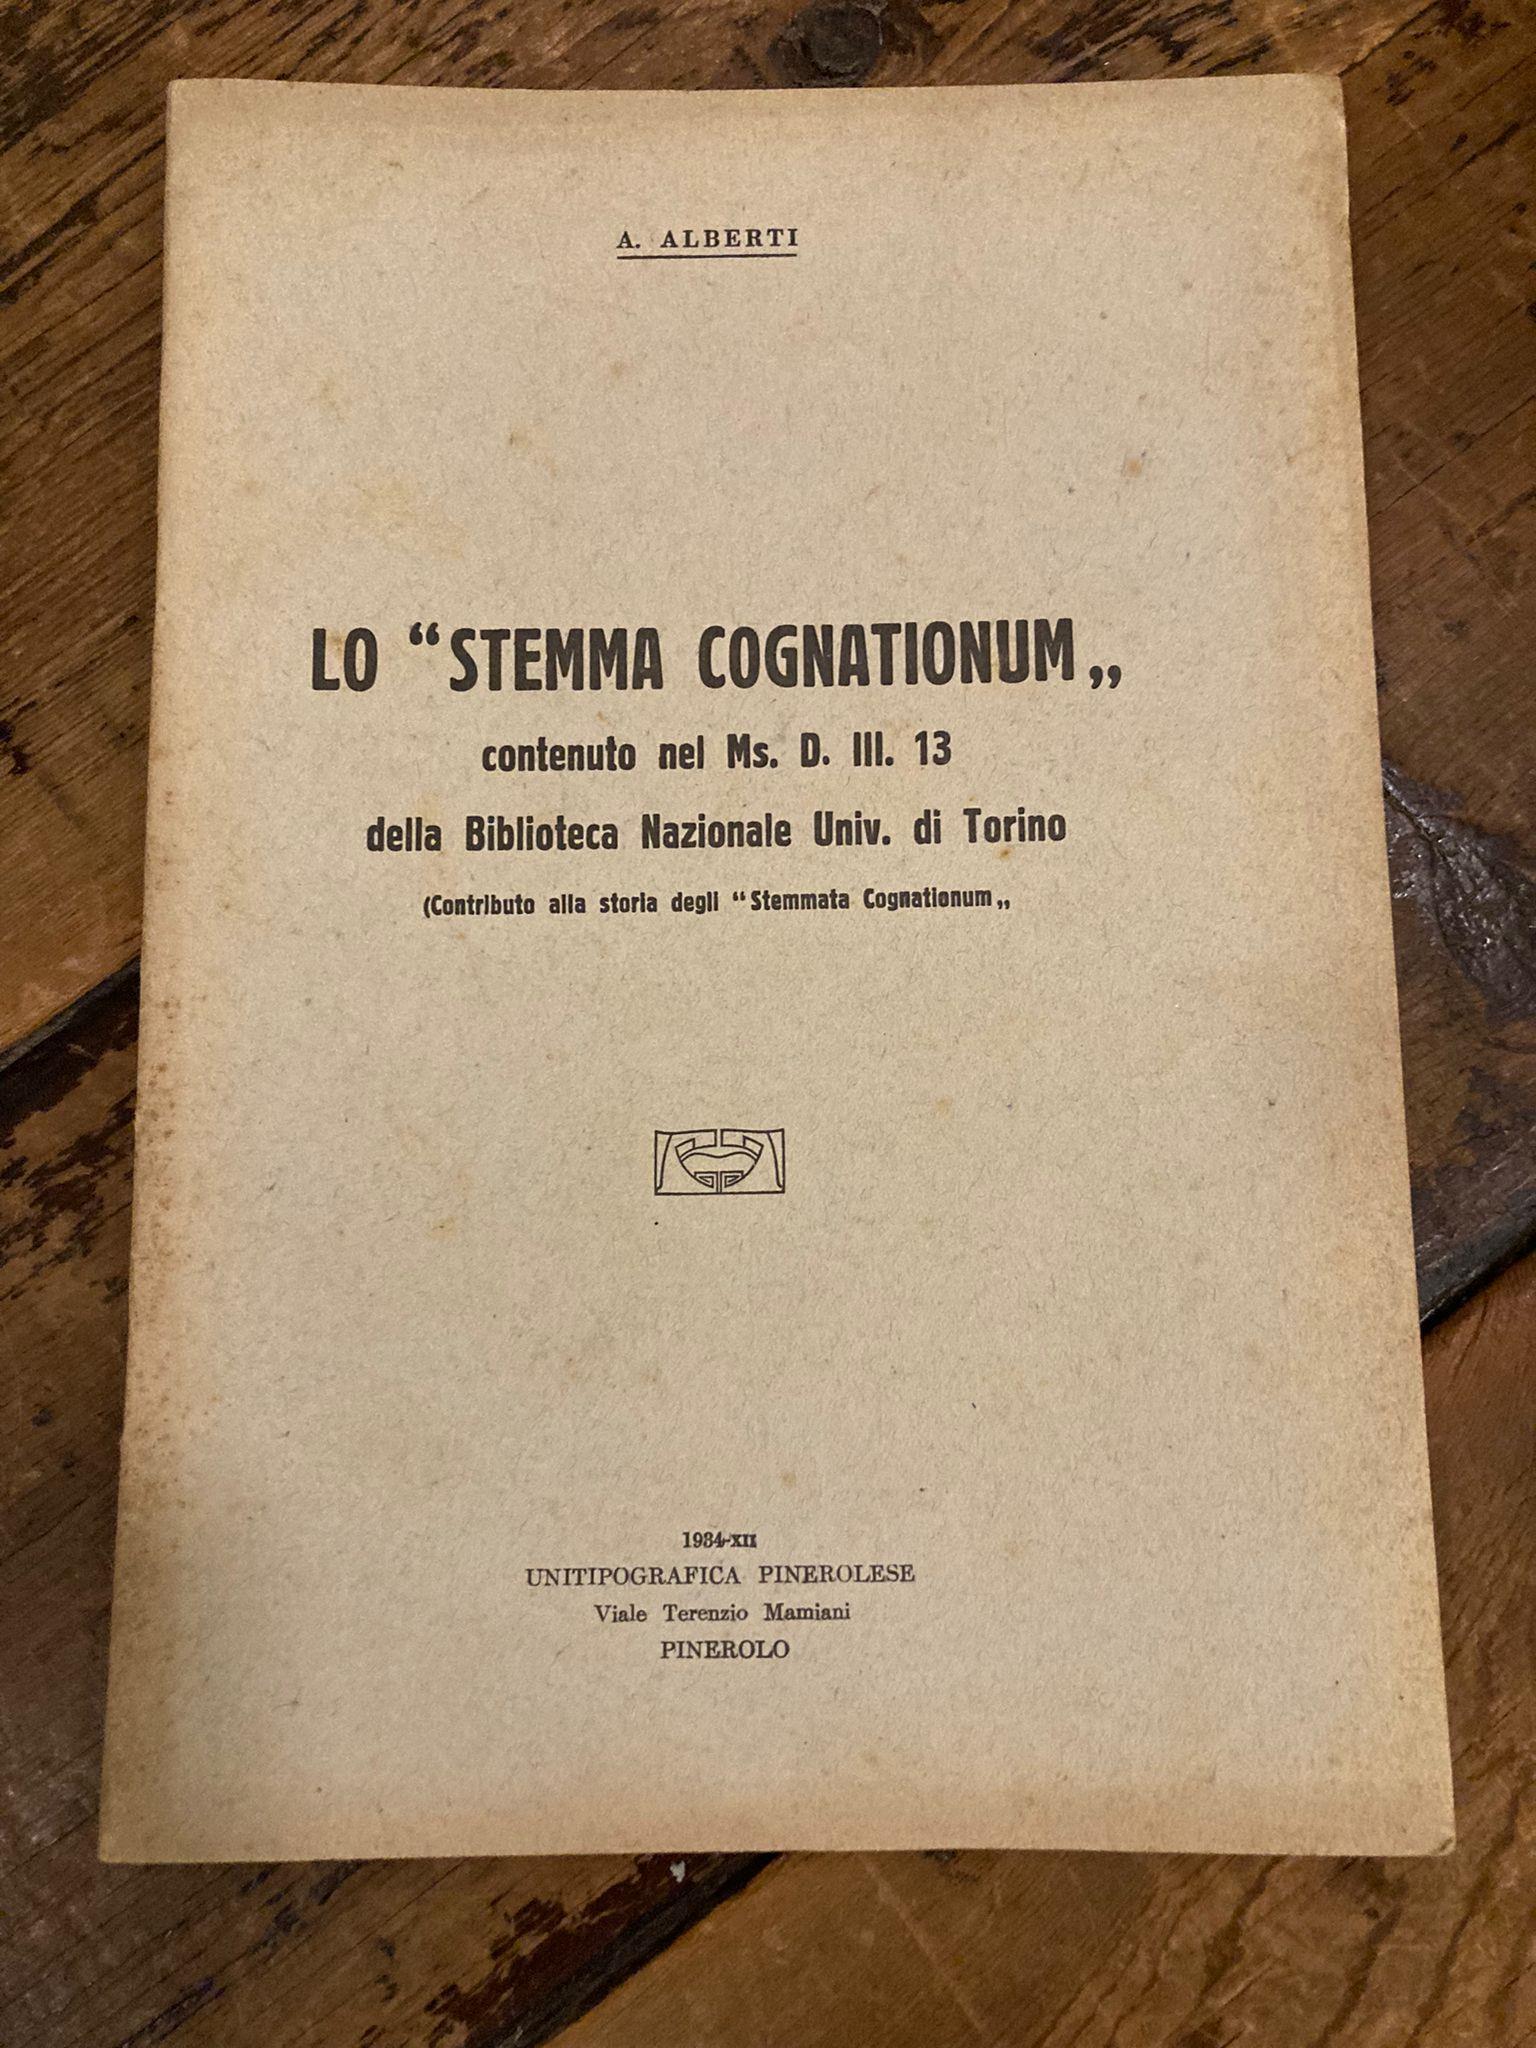 A. ALBERTI
LO “STEMMA COGNATIONUM„
contenuto nel Ms. D. III. 13
della Biblioteca Nazionale Univ. di Torino
(Contributo alla storia degli “Stemmata Cognationum„
1934-XII
UNITIPOGRAFICA PINEROLESE
Viale Terenzio Mamiani
PINEROLO